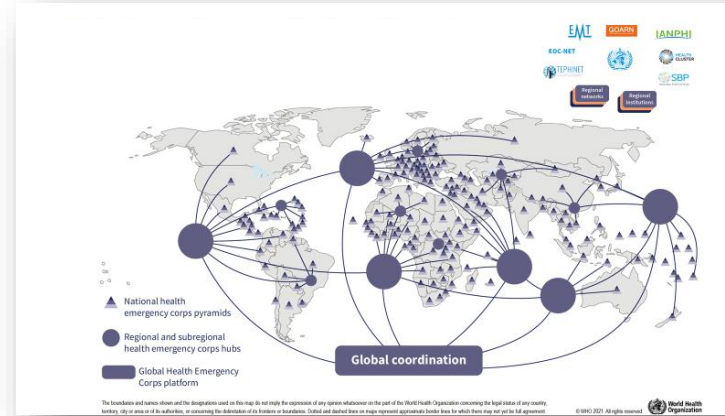 EMT
GOARN
IANPHI
EOC-NET
HEALTH
CLUSTER
TEPHINET
SBP
Regional
networks
Regional
institutions
National health
emergency corps pyramids
Regional and subregional
health emergency corps hubs
Global Health Emergency
Corps platform
Global coordination
The boundaries and names shown and the designations used on this map do not imply the expression of any opinion whatsoever on the part of the World Health Organization concerning the legal status of any country,
territory, city or area or of its authorities, or concerning the delimitation of its frontiers or boundaries. Dotted and dashed lines on maps represent approximate border lines for which there may not yet be full agreement.
© WHO 2021. All rights reserved.
World Health
Organization